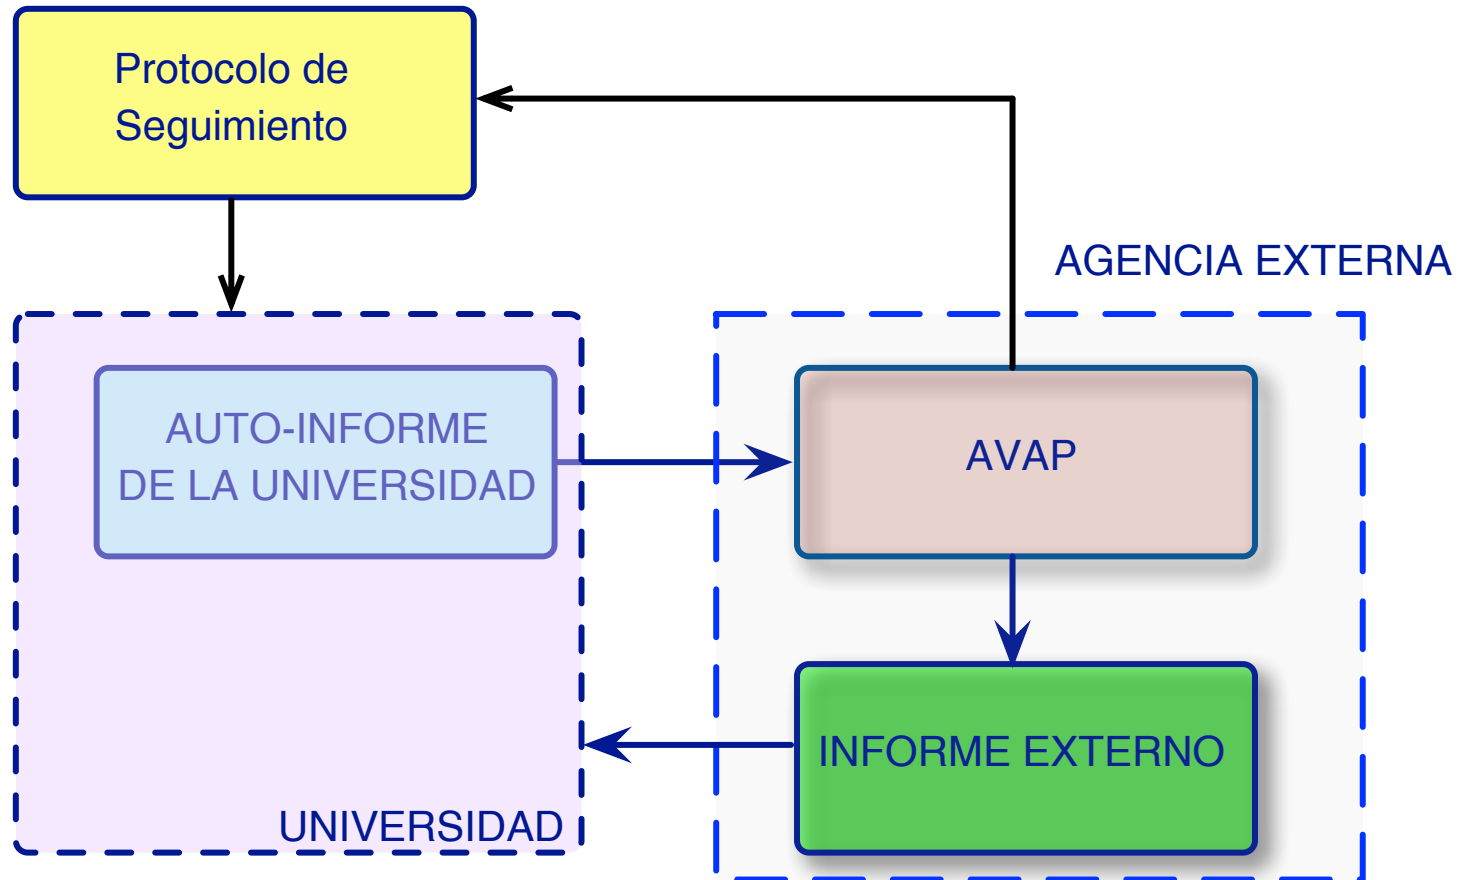 Protocolo de
Seguimiento
AGENCIA EXTERNA
AUTO-INFORME
DE LA UNIVERSIDAD
AVAP
INFORME EXTERNO
UNIVERSIDAD